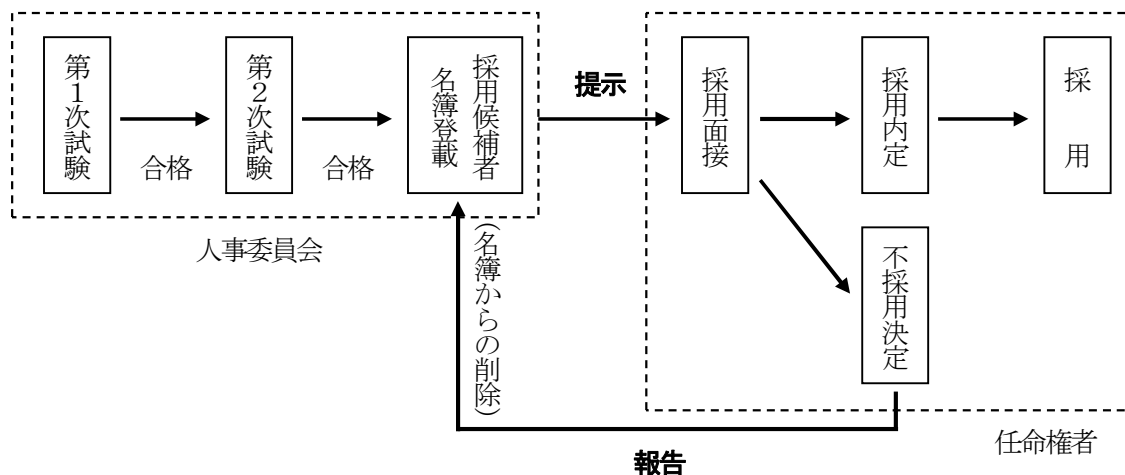 第１次試験
合格
第２次試験
合格
採用候補者
名簿登載
提示
採用面接
採用内定
採用
人事委員会
(名簿からの削除)
不採用決定
任命権者
報告